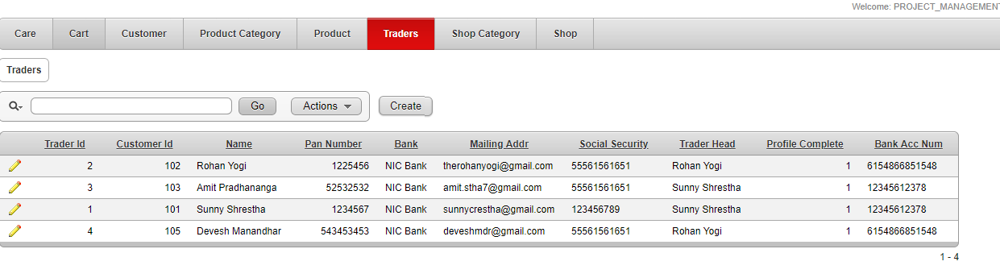 Welcome: PROJECT_MANAGEMENT
Care Cart Customer Product Category Product Traders Shop Category Shop
Traders
Go Actions Create
Trader Id Customer Id Name Pan Number Bank Mailing Addr Social Security Trader Head Profile Complete Bank Acc Num
2 102 Rohan Yogi 1225456 NIC Bank therohanyogi@gmail.com 55561561651 Rohan Yogi 1 6154866851548
3 103 Amit Pradhananga 52532532 NIC Bank amit.stha7@gmail.com 55561561651 Sunny Shrestha 1 12345612378
1 101 Sunny Shrestha 1234567 NIC Bank sunnycrestha@gmail.com 123456789 Sunny Shrestha 1 12345612378
4 105 Devesh Manandhar 543453453 NIC Bank deveshmdr@gmail.com 55561561651 Rohan Yogi 1 6154866851548
1 - 4